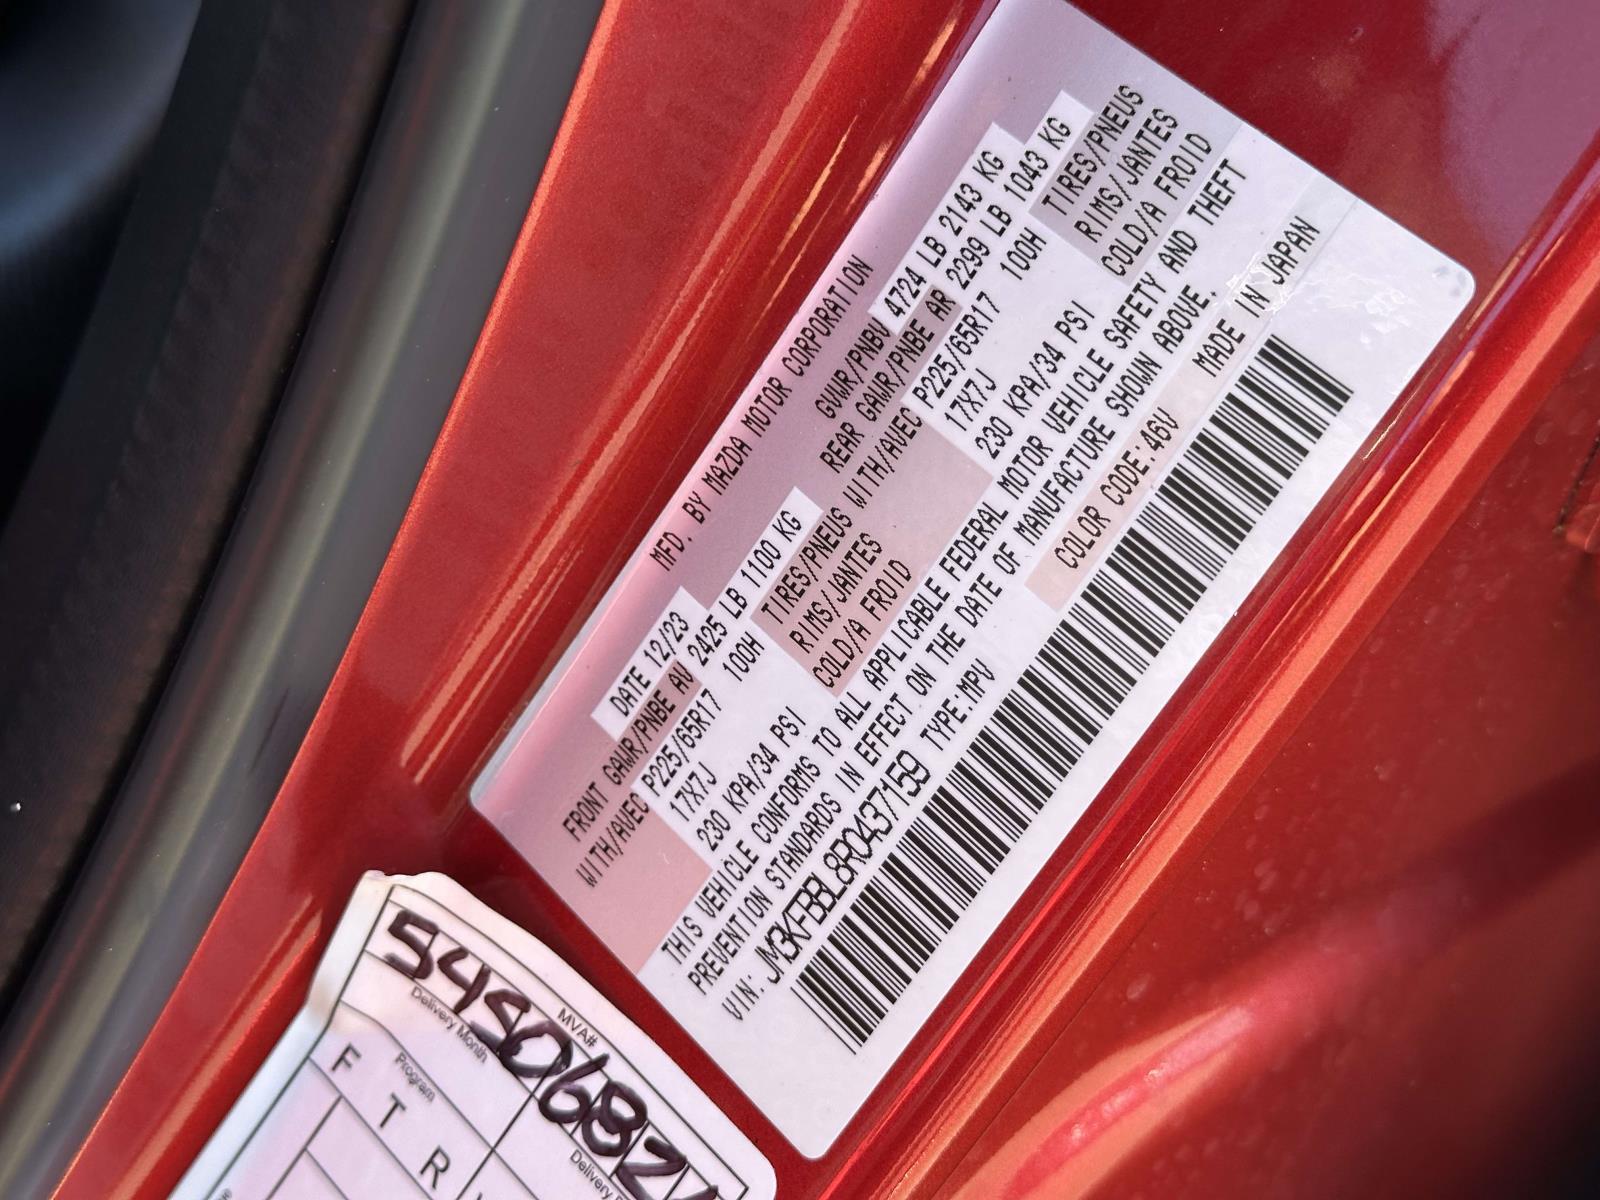 MFD. BY MAZDA MOTOR CORPORATION
DATE 12/23 GVWR/PNBV 4724 LB 2143 KG
FRONT GAWR/PNBE AV 2425 LB 1100 KG REAR GAWR/PNBE AR 2299 LB 1043 KG
WITH/AVEC P225/65R17 100H TIRES/PNEUS WITH/AVEC P225/65R17 100H TIRES/PNEUS
17X7J RIMS/JANTES 17X7J RIMS/JANTES
230 KPA/34 PSI COLD/A FROID 230 KPA/34 PSI COLD/A FROID
THIS VEHICLE CONFORMS TO ALL APPLICABLE FEDERAL MOTOR VEHICLE SAFETY AND THEFT
PREVENTION STANDARDS IN EFFECT ON THE DATE OF MANUFACTURE SHOWN ABOVE.
VIN: JM3KFBBL8R0437159 TYPE:MPV COLOR CODE:46V MADE IN JAPAN
MVA#
Delivery Month
Program
F T R
Delivery